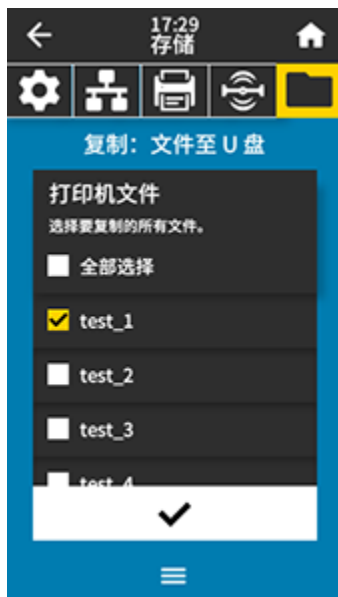 17:29
存储
复制：文件至 U 盘
打印机文件
选择要复制的所有文件。
全部选择
test_1
test_2
test_3
test_4